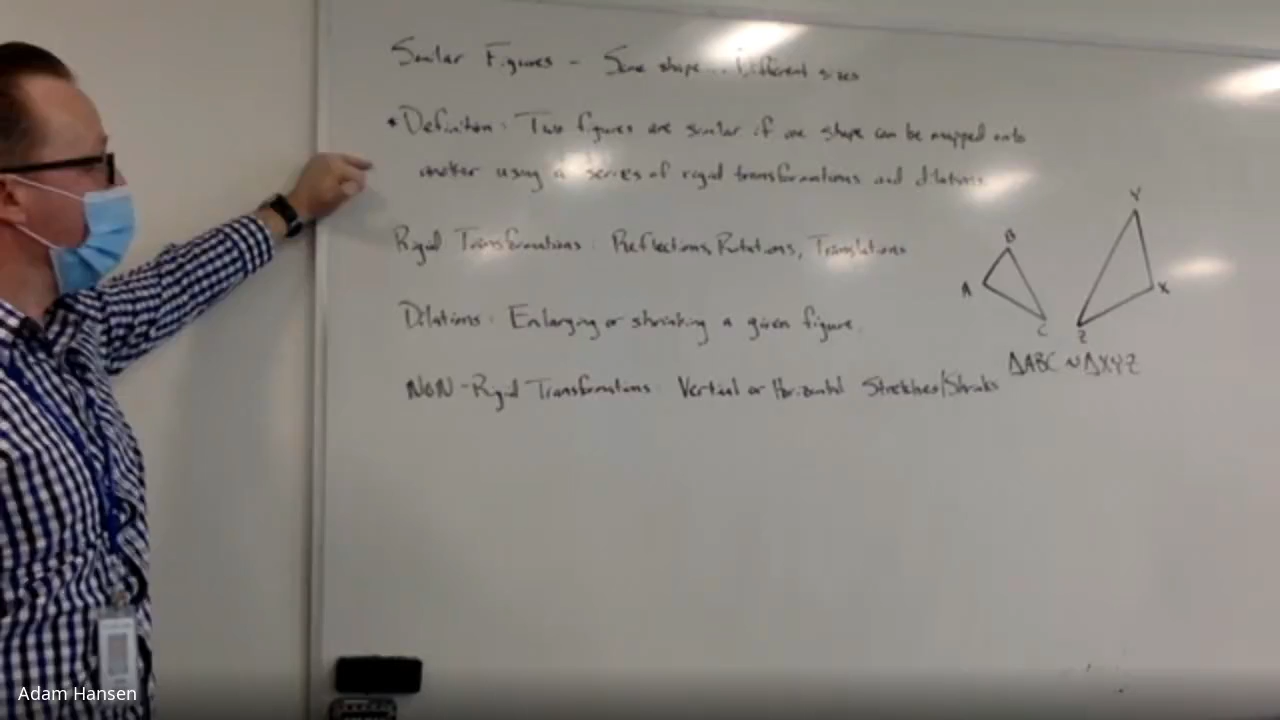 Similar Figures - Same shape... Different sizes
*Definition: Two figures are similar if one shape can be mapped onto
another using a series of rigid transformations and dilations
Rigid Transformations: Reflections, Rotations, Translations
Y
B
A
X
Dilations: Enlarging or shrinking a given figure.
C
Z
ΔABC ~ ΔXYZ
NON-Rigid Transformations: Vertical or Horizontal Stretches/Shrinks
Adam Hansen